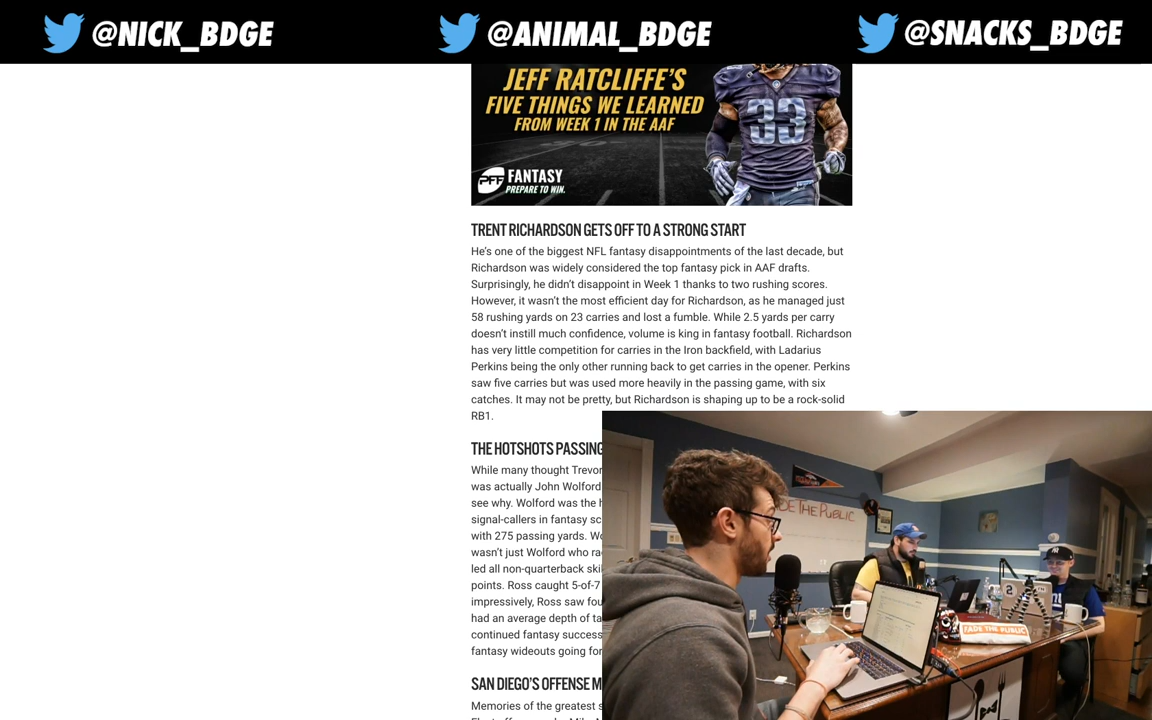 @NICK_BDGE @ANIMAL_BDGE @SNACKS_BDGE
JEFF RATCLIFFE'S
FIVE THINGS WE LEARNED
FROM WEEK 1 IN THE AAF
33
PFF FANTASY
PREPARE TO WIN.
TRENT RICHARDSON GETS OFF TO A STRONG START
He's one of the biggest NFL fantasy disappointments of the last decade, but
Richardson was widely considered the top fantasy pick in AAF drafts.
Surprisingly, he didn't disappoint in Week 1 thanks to two rushing scores.
However, it wasn't the most efficient day for Richardson, as he managed just
58 rushing yards on 23 carries and lost a fumble. While 2.5 yards per carry
doesn't instill much confidence, volume is king in fantasy football. Richardson
has very little competition for carries in the Iron backfield, with Ladarius
Perkins being the only other running back to get carries in the opener. Perkins
saw five carries but was used more heavily in the passing game, with six
catches. It may not be pretty, but Richardson is shaping up to be a rock-solid
RB1.
THE HOTSHOTS PASSING
While many thought Trevor
was actually John Wolford
see why. Wolford was the
signal-callers in fantasy
with 275 passing yards.
wasn't just Wolford who
led all non-quarterback
points. Ross caught 5-of-7
impressively, Ross saw
had an average depth of
continued fantasy success
fantasy wideouts going
SAN DIEGO'S OFFENSE
Memories of the greatest
DE THE PUBLIC
FADE THE PUBLIC